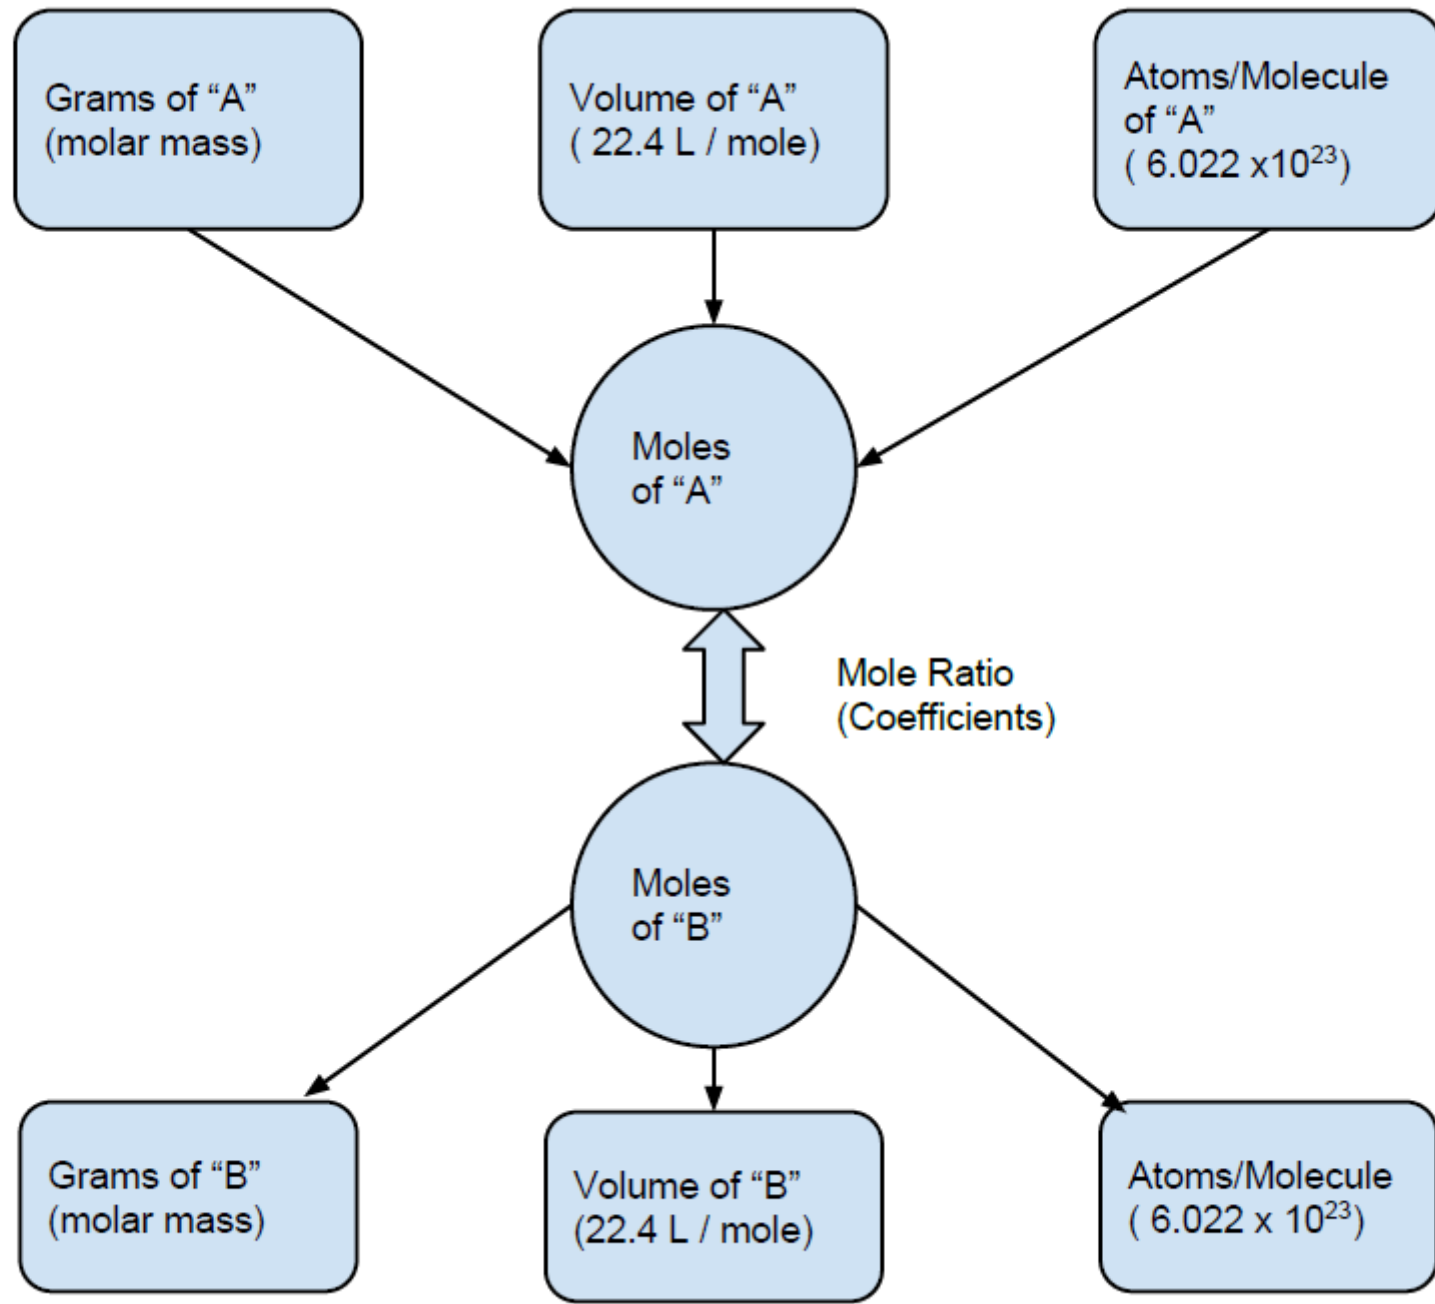 Grams of “A”
(molar mass)
Volume of “A”
( 22.4 L / mole)
Atoms/Molecule
of “A”
( 6.022 x10²³)
Moles
of “A”
Mole Ratio
(Coefficients)
Moles
of “B”
Grams of “B”
(molar mass)
Volume of “B”
(22.4 L / mole)
Atoms/Molecule
( 6.022 x 10²³)